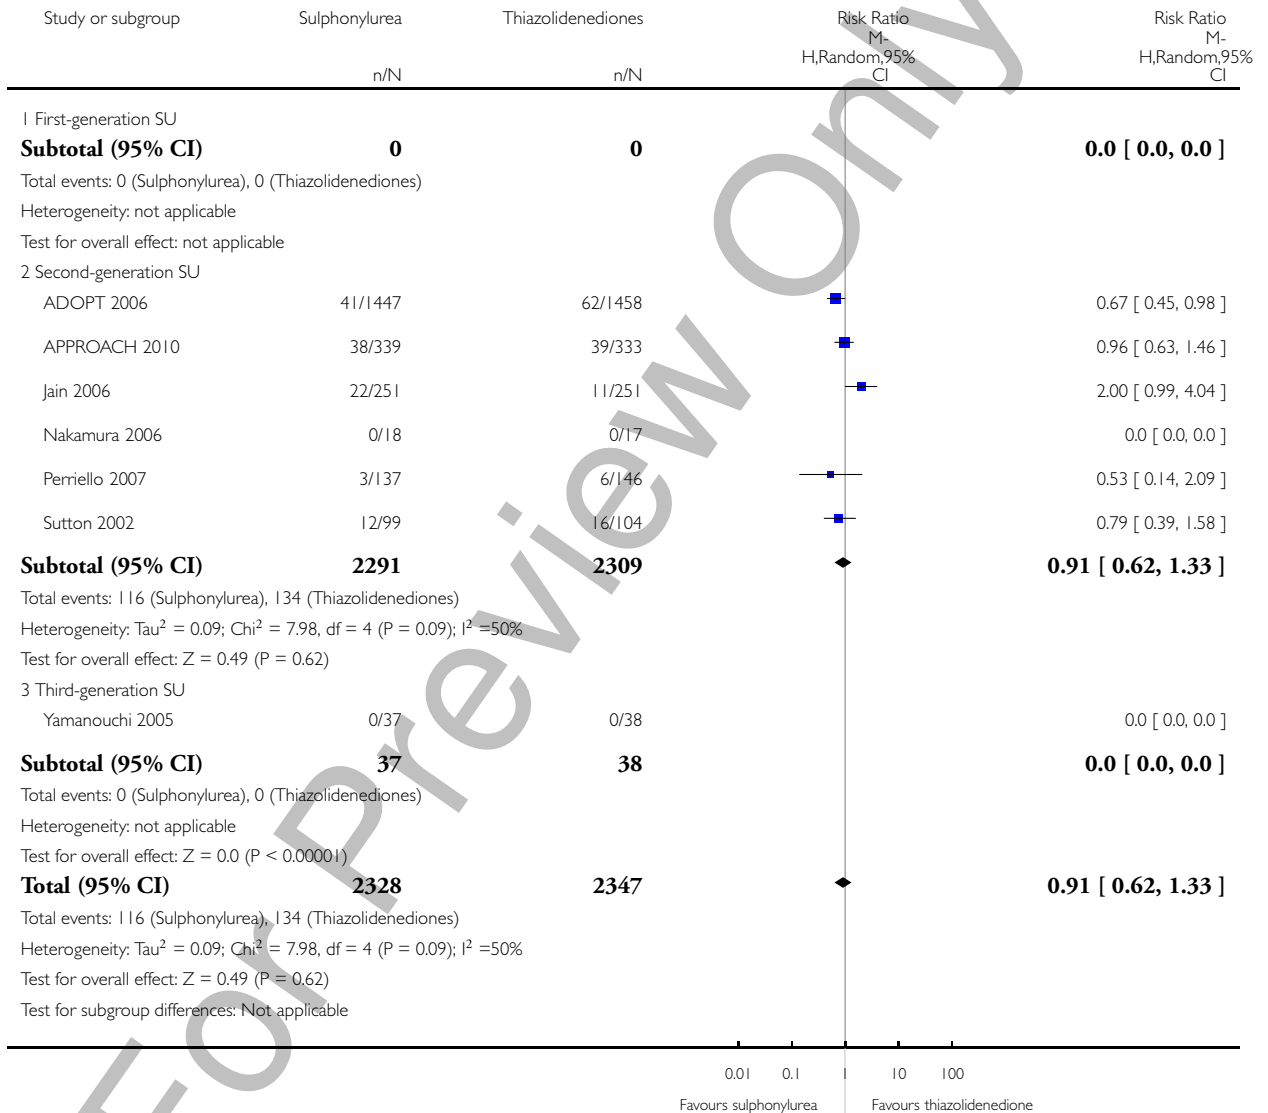 Study or subgroup Sulphonylurea Thiazolidenediones Risk Ratio Risk Ratio
M- M-
H,Random,95% H,Random,95%
n/N n/N CI CI
1 First-generation SU
Subtotal (95% CI) 0 0 0.0 [ 0.0, 0.0 ]
Total events: 0 (Sulphonylurea), 0 (Thiazolidenediones)
Heterogeneity: not applicable
Test for overall effect: not applicable
2 Second-generation SU
ADOPT 2006 41/1447 62/1458 0.67 [ 0.45, 0.98 ]
APPROACH 2010 38/339 39/333 0.96 [ 0.63, 1.46 ]
Jain 2006 22/251 11/251 2.00 [ 0.99, 4.04 ]
Nakamura 2006 0/18 0/17 0.0 [ 0.0, 0.0 ]
Perriello 2007 3/137 6/146 0.53 [ 0.14, 2.09 ]
Sutton 2002 12/99 16/104 0.79 [ 0.39, 1.58 ]
Subtotal (95% CI) 2291 2309 0.91 [ 0.62, 1.33 ]
Total events: 116 (Sulphonylurea), 134 (Thiazolidenediones)
Heterogeneity: Tau² = 0.09; Chi² = 7.98, df = 4 (P = 0.09); I² =50%
Test for overall effect: Z = 0.49 (P = 0.62)
3 Third-generation SU
Yamanouchi 2005 0/37 0/38 0.0 [ 0.0, 0.0 ]
Subtotal (95% CI) 37 38 0.0 [ 0.0, 0.0 ]
Total events: 0 (Sulphonylurea), 0 (Thiazolidenediones)
Heterogeneity: not applicable
Test for overall effect: Z = 0.0 (P < 0.00001)
Total (95% CI) 2328 2347 0.91 [ 0.62, 1.33 ]
Total events: 116 (Sulphonylurea), 134 (Thiazolidenediones)
Heterogeneity: Tau² = 0.09; Chi² = 7.98, df = 4 (P = 0.09); I² =50%
Test for overall effect: Z = 0.49 (P = 0.62)
Test for subgroup differences: Not applicable
0.01 0.1 1 10 100
Favours sulphonylurea Favours thiazolidenedione
For Preview Only